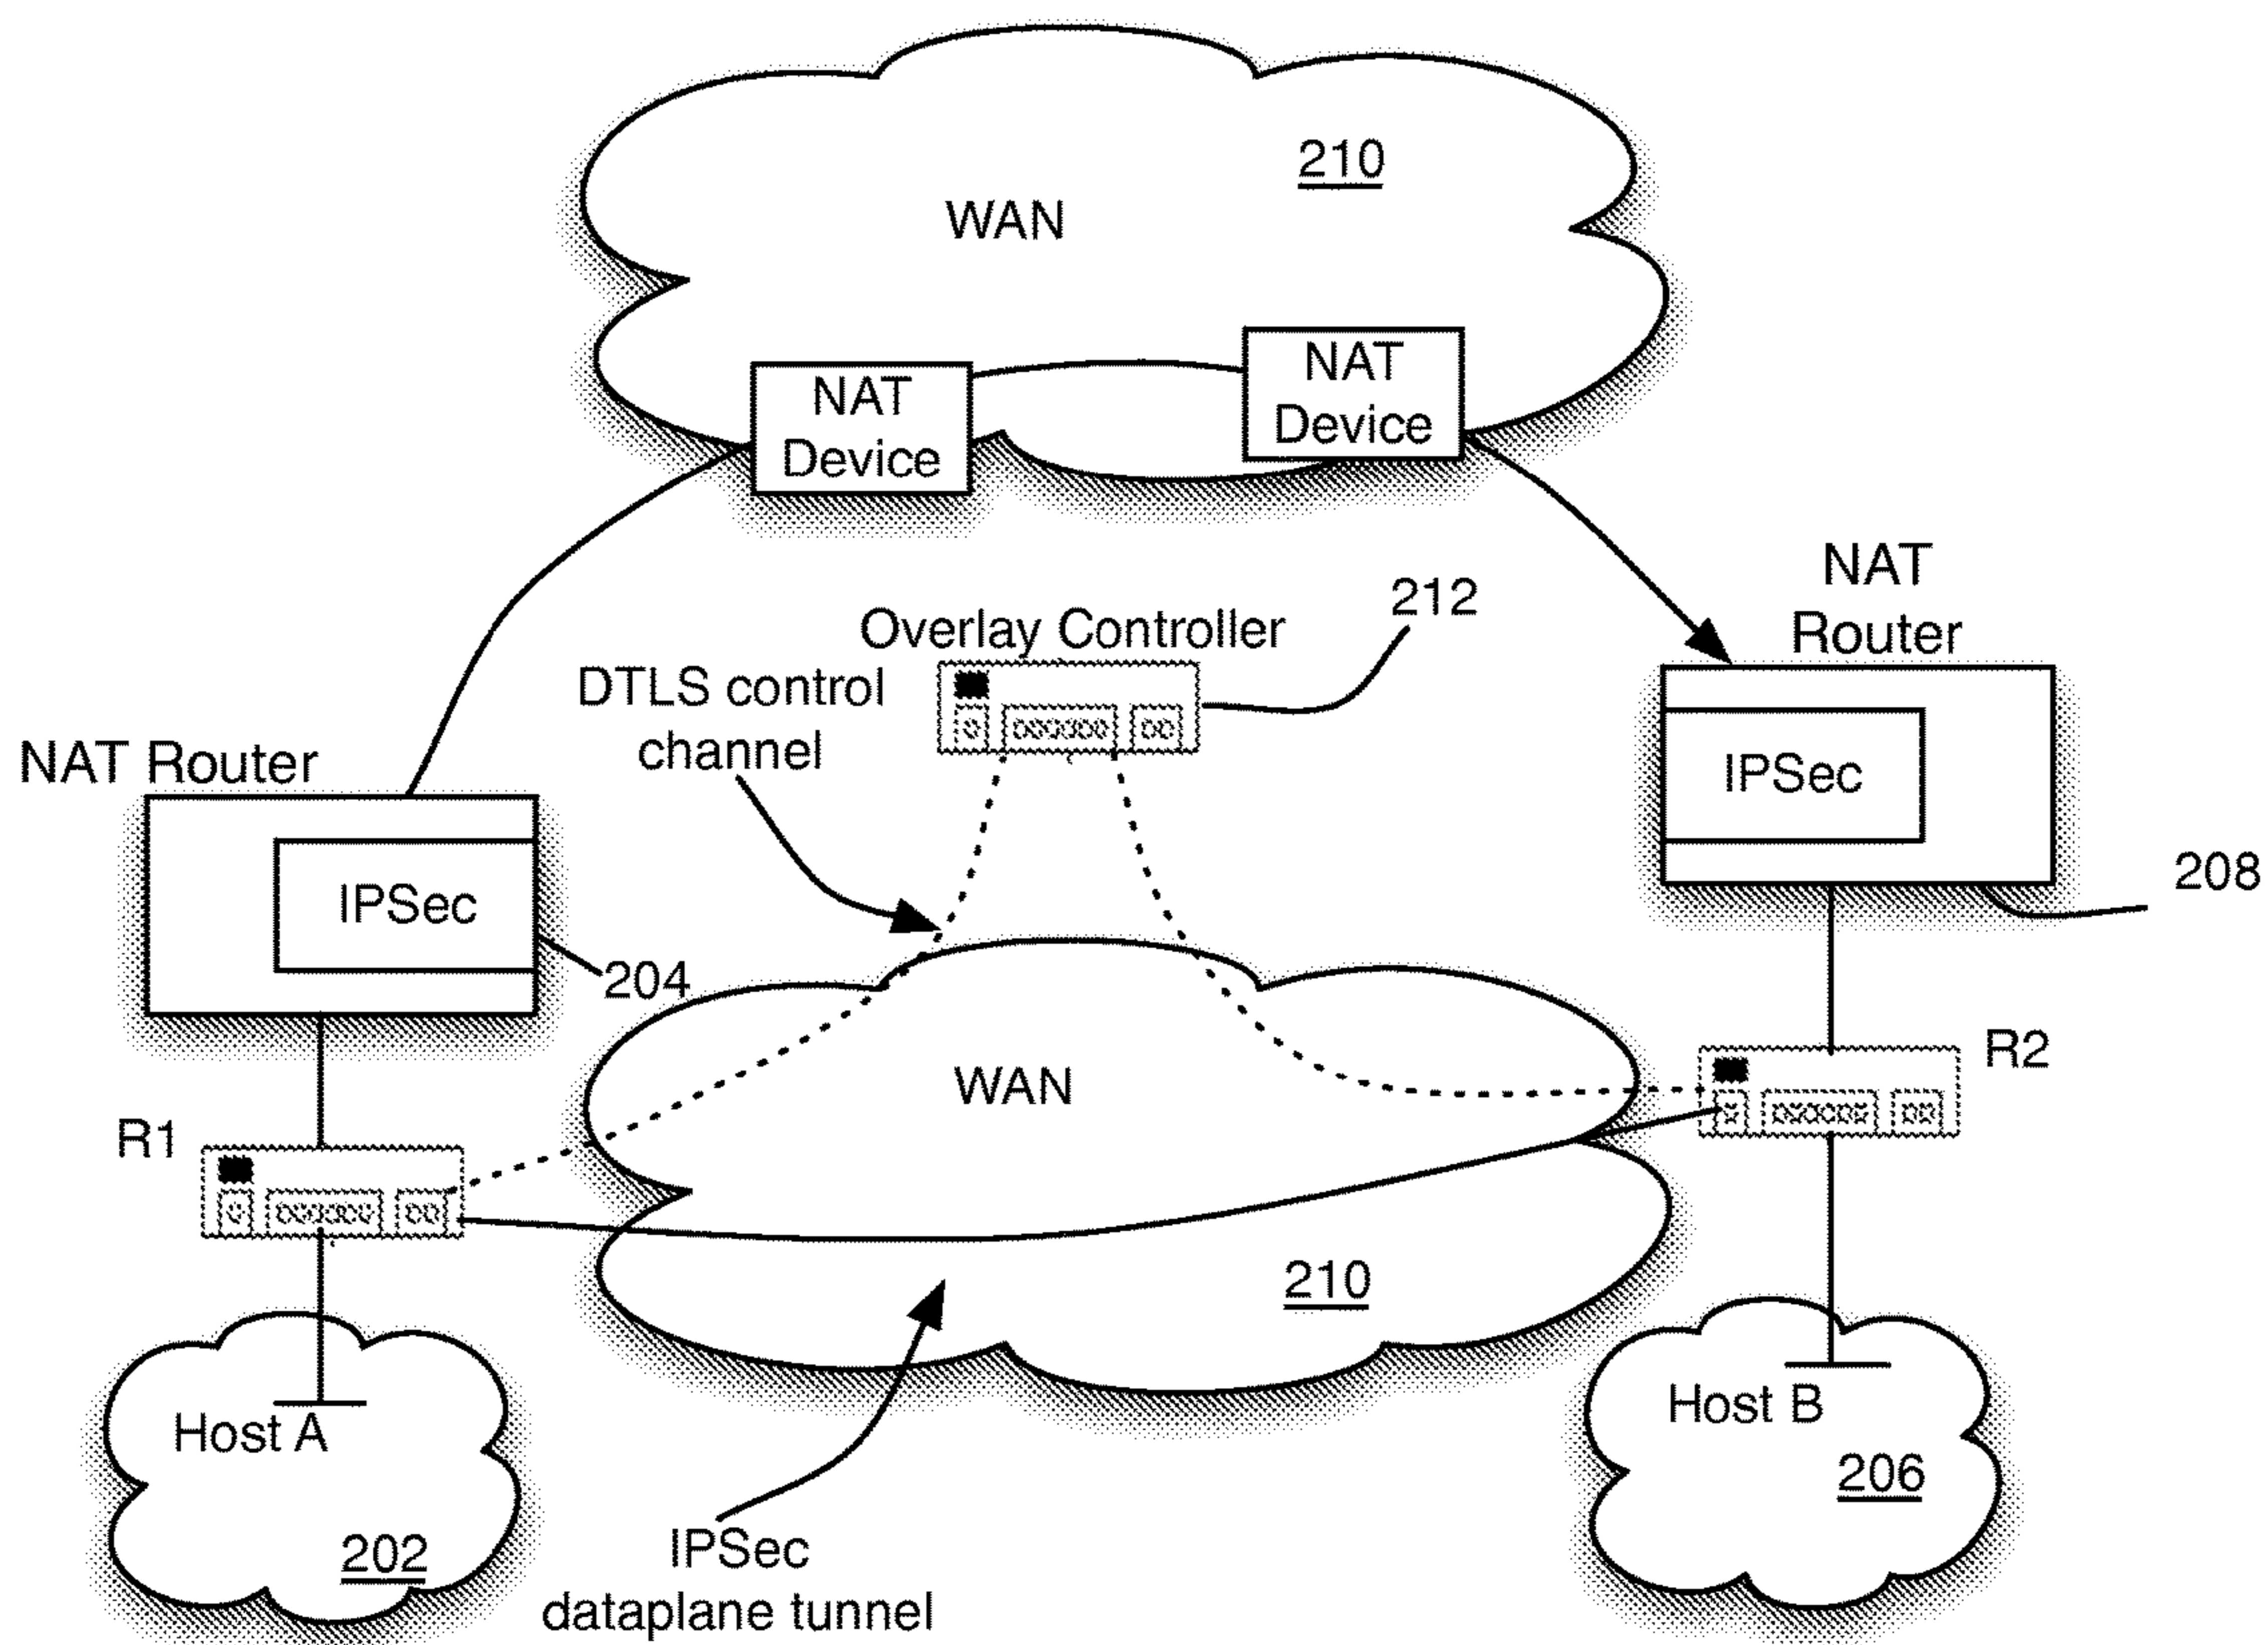 210
WAN
NAT
Device
NAT
Device
NAT
Router
212
Overlay Controller
DTLS control
channel
NAT Router
IPSec
IPSec
208
204
WAN
R2
R1
210
Host A
Host B
202
206
IPSec
dataplane tunnel